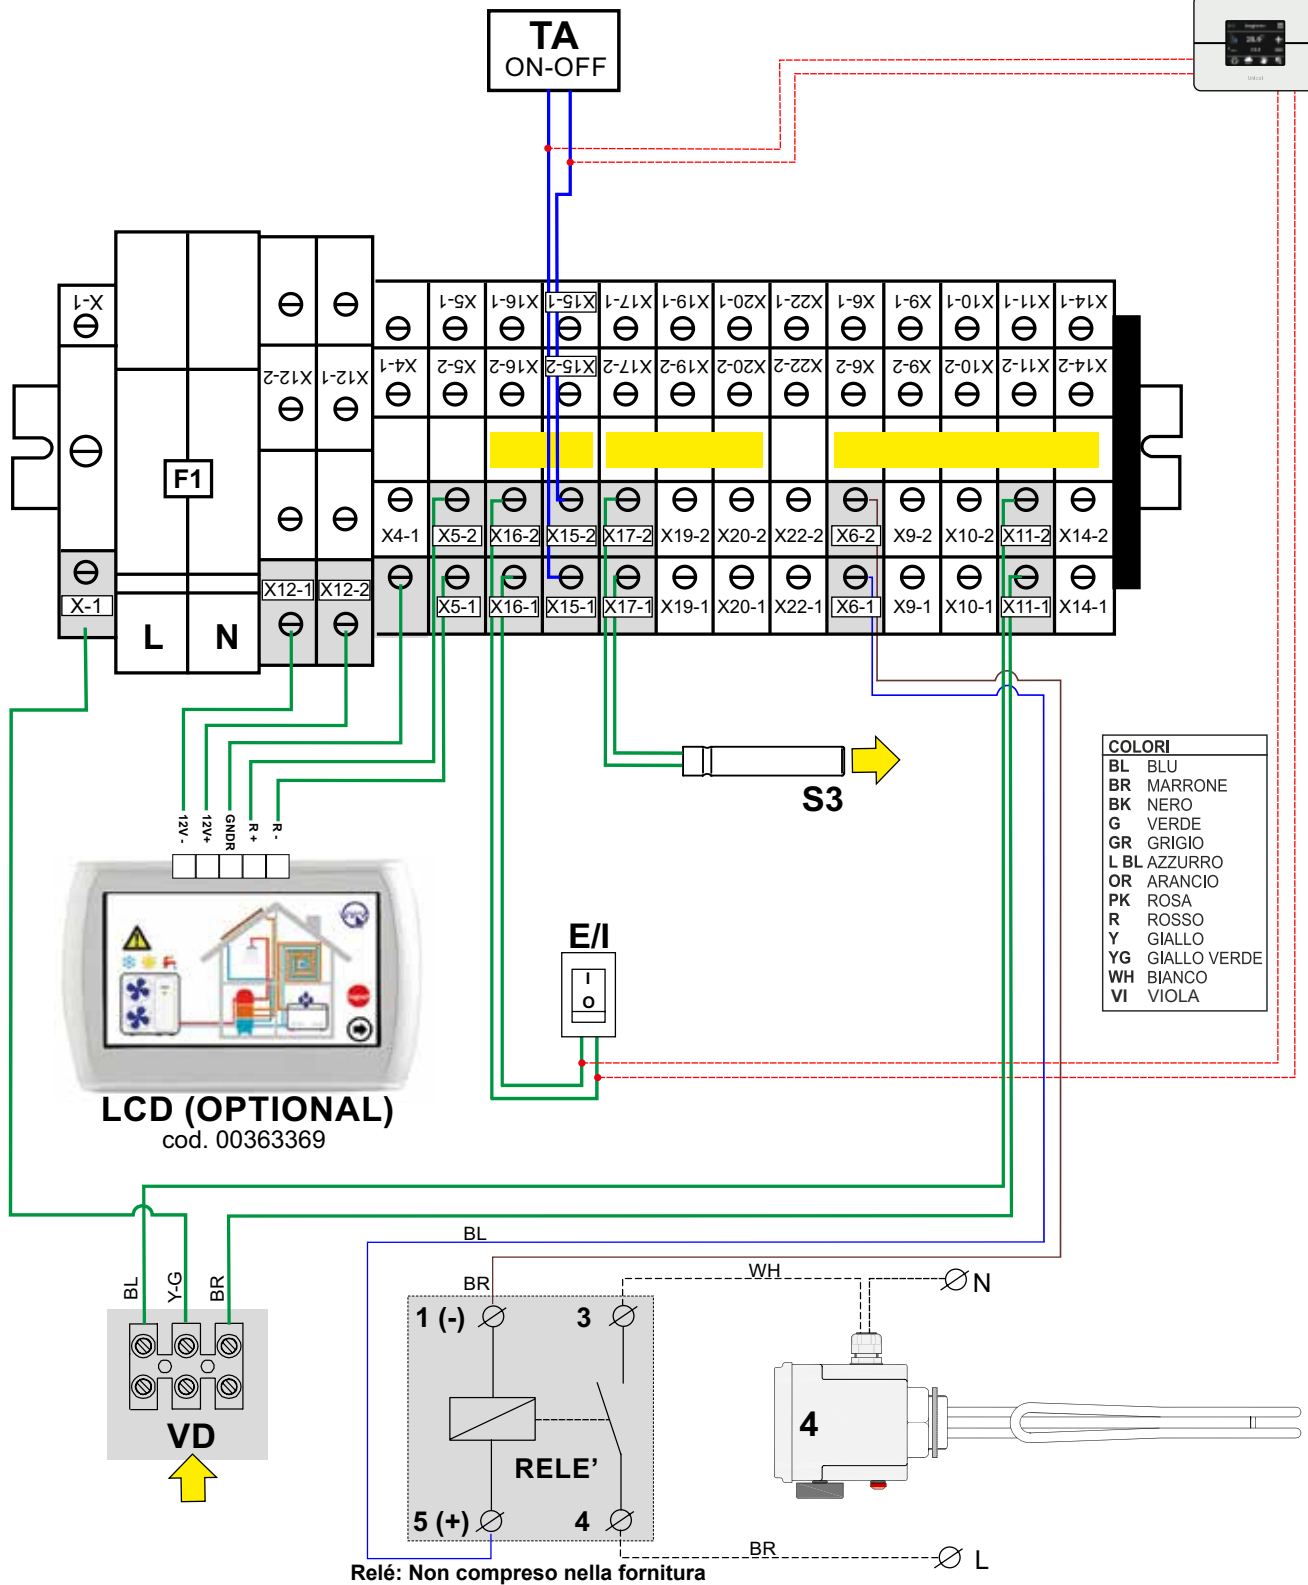 TA
ON-OFF
X-1
X5-1 X16-1 X15-1 X17-1 X19-1 X20-1 X22-1 X6-1 X9-1 X10-1 X11-1 X14-1
X12-2 X12-1 X4-1 X5-2 X16-2 X15-2 X17-2 X19-2 X20-2 X22-2 X6-2 X9-2 X10-2 X11-2 X14-2
F1
X4-1 X5-2 X16-2 X15-2 X17-2 X19-2 X20-2 X22-2 X6-2 X9-2 X10-2 X11-2 X14-2
X-1 X12-1 X12-2 X5-1 X16-1 X15-1 X17-1 X19-1 X20-1 X22-1 X6-1 X9-1 X10-1 X11-1 X14-1
L N
S3
12V -
12V+
GNDR
R +
R -
COLORI
BL BLU
BR MARRONE
BK NERO
G VERDE
GR GRIGIO
L BL AZZURRO
OR ARANCIO
PK ROSA
R ROSSO
Y GIALLO
YG GIALLO VERDE
WH BIANCO
VI VIOLA
E/I
I
O
LCD (OPTIONAL)
cod. 00363369
BL
Y-G
BR
VD
BL
BR
WH
N
1 (-) 3
4
RELE’
5 (+) 4
BR
L
Relé: Non compreso nella fornitura